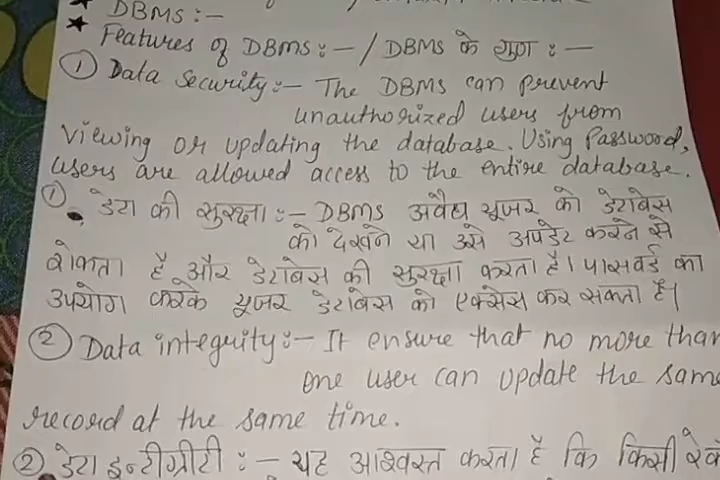 ★ DBMS :-
★ Features of DBMS :- / DBMS के गुण :-
① Data Security :- The DBMS can prevent
unauthorized users from
viewing or updating the database. Using Password,
users are allowed access to the entire database.
① डेटा की सुरक्षा :- DBMS अवैद्य यूजर को डेटाबेस
को देखने या उसे अपडेट करने से
रोकता है और डेटाबेस की सुरक्षा करता है। पासवर्ड का
उपयोग करके यूजर डेटाबेस को एक्सेस कर सकता है।
② Data integrity :- It ensure that no more than
one user can update the same
record at the same time.
② डेटा इन्टीग्रीटी :- यह आश्वस्त करता है कि किसी